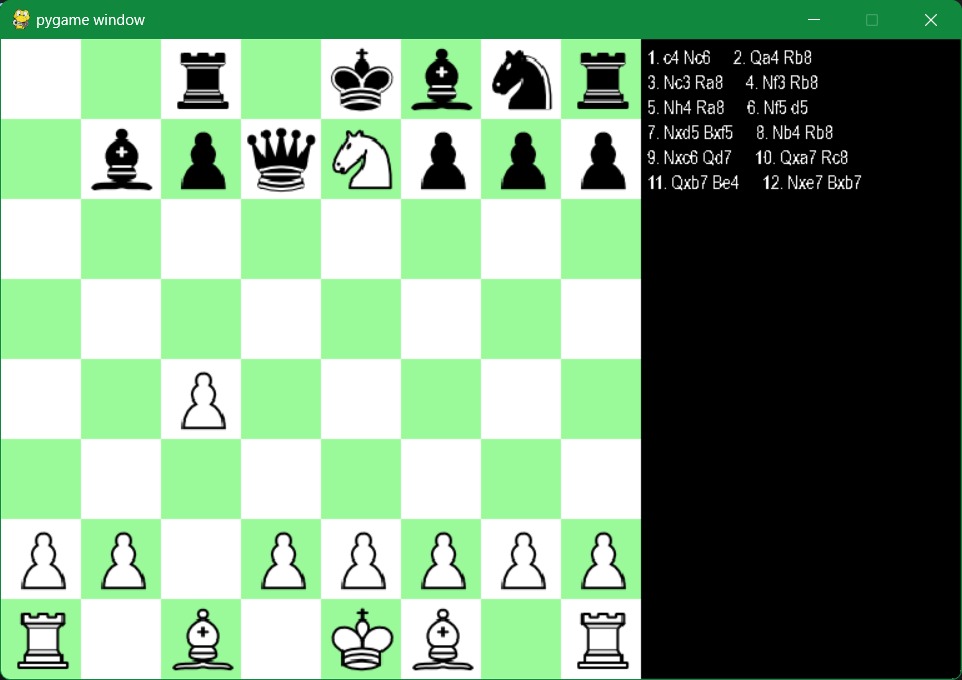 pygame window
1. c4 Nc6 2. Qa4 Rb8
3. Nc3 Ra8 4. Nf3 Rb8
5. Nh4 Ra8 6. Nf5 d5
7. Nxd5 Bxf5 8. Nb4 Rb8
9. Nxc6 Qd7 10. Qxa7 Rc8
11. Qxb7 Be4 12. Nxe7 Bxb7